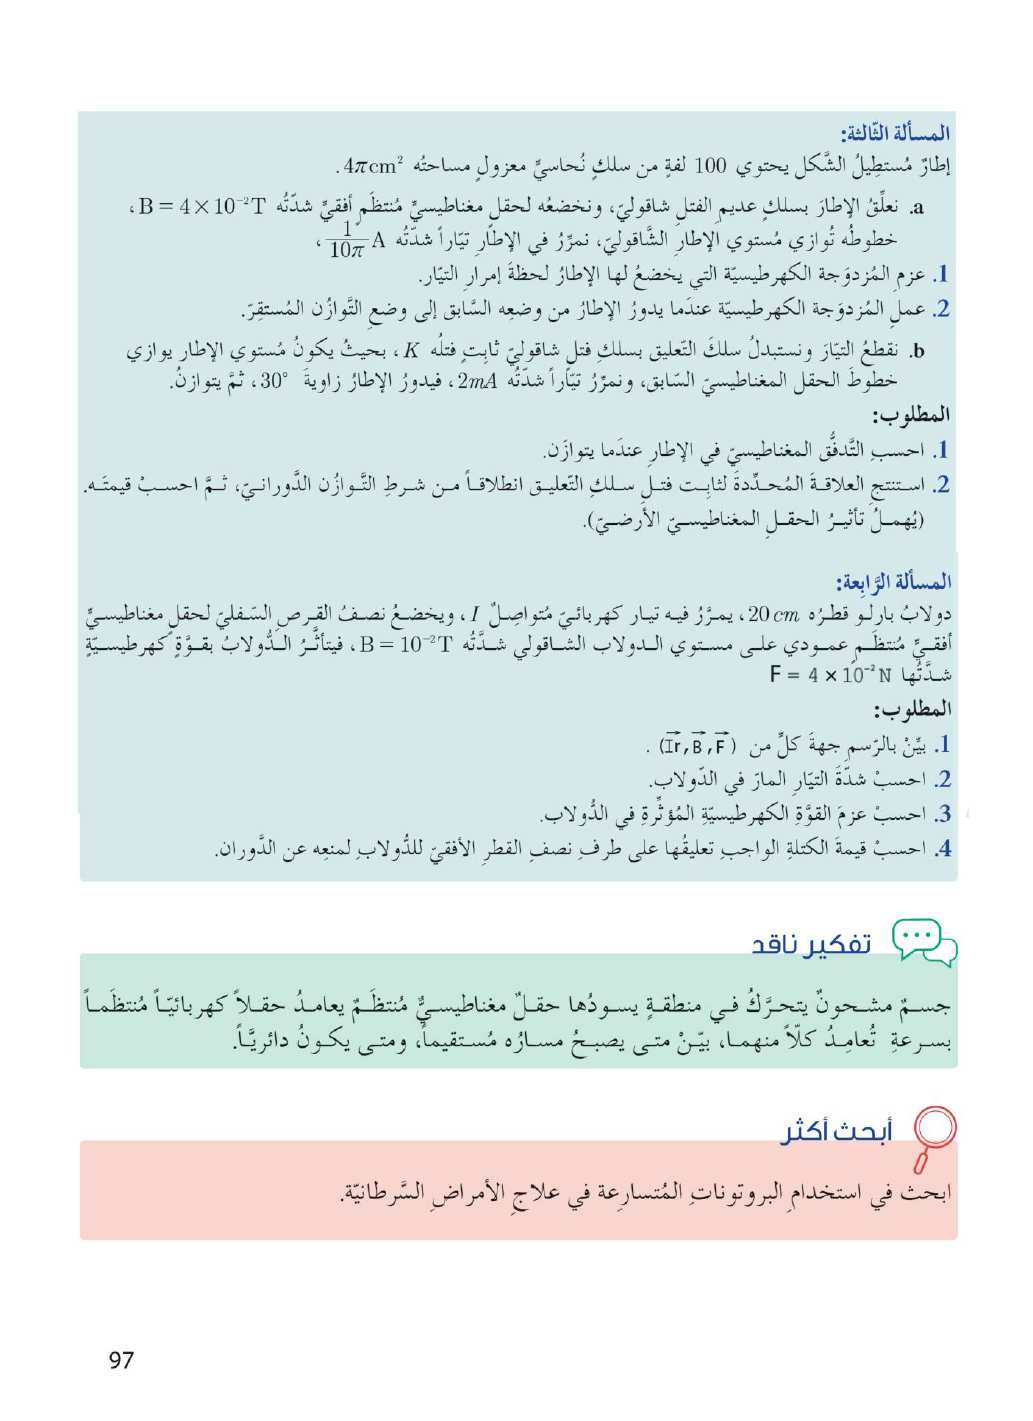 المسألة الثّالثة:
إطارٌ مُستطيلُ الشَّكل يحتوي 100 لفةٍ من سلكٍ نُحاسيٍّ معزولٍ مساحتُه 4π cm² .
a. نعلّقُ الإطارَ بسلكٍ عديمِ الفتلِ شاقوليّ، ونخضعُه لحقلٍ مغناطيسيٍّ مُنتظَمٍ أفقيٍّ شدّتُه B = 4 × 10⁻² T ،
خطوطُه تُوازي مُستوي الإطارِ الشَّاقوليّ، نمرّرُ في الإطارِ تيّاراً شدّتُه 1/10π A ،
1. عزمِ المُزدوَجة الكهرطيسيّة التي يخضعُ لها الإطارُ لحظةَ إمرارِ التيّار.
2. عملِ المُزدوَجة الكهرطيسيّة عندَما يدورُ الإطارُ من وضعِه السَّابق إلى وضعِ التَّوازُن المُستقِرّ.
b. نقطعُ التيّارَ ونستبدلُ سلكَ التّعليق بسلكِ فتلٍ شاقوليّ ثابِتِ فتلُه K ، بحيثُ يكونُ مُستوي الإطار يوازي
خطوطَ الحقل المغناطيسيّ السّابق، ونمرّرُ تيّاراً شدّتُه 2mA ، فيدورُ الإطارُ زاويةَ 30° ، ثمَّ يتوازنُ.
المطلوب:
1. احسبِ التَّدفُّق المغناطيسيّ في الإطارِ عندَما يتوازَن.
2. استنتجِ العلاقةَ المُحدِّدةَ لثابِت فتلِ سلكِ التّعليق انطلاقاً من شرطِ التَّوازُن الدَّورانيّ، ثمَّ احسبْ قيمتَه.
(يُهملُ تأثيرُ الحقلِ المغناطيسيّ الأرضيّ).
المسألة الرَّابعة:
دولابُ بارلو قطرُه 20 cm ، يمرَّرُ فيه تيار كهربائيّ مُتواصِلٌ I ، ويخضعُ نصفُ القرصِ السّفليّ لحقلٍ مغناطيسيٍّ
أفقيٍّ مُنتظَمٍ عمودي على مستوي الدولاب الشاقولي شدَّتُه B = 10⁻² T ، فيتأثَّرُ الدُّولابُ بقوَّةٍ كهرطيسيّةٍ
شدَّتُها F = 4 × 10⁻² N
المطلوب:
1. بيِّنْ بالرّسمِ جهةَ كلٍّ من (Ir⃗ , B⃗ , F⃗) .
2. احسبْ شدّةَ التيّارِ المارّ في الدّولاب.
3. احسبْ عزمَ القوَّةِ الكهرطيسيّةِ المُؤثِّرةِ في الدُّولاب.
4. احسبْ قيمةَ الكتلةِ الواجبِ تعليقُها على طرفِ نصفِ القطرِ الأفقيّ للدُّولابِ لمنعِه عن الدَّوران.
تفكير ناقد
جسمٌ مشحونٌ يتحرَّكُ في منطقةٍ يسودُها حقلٌ مغناطيسيٌّ مُنتظَمٌ يعامدُ حقلاً كهربائيّاً مُنتظَماً
بسرعةٍ تُعامِدُ كلّاً منهما، بيّنْ متى يصبحُ مسارُه مُستقيماً، ومتى يكونُ دائريَّاً.
أبحث أكثر
ابحث في استخدامِ البروتوناتِ المُتسارِعة في علاجِ الأمراضِ السَّرطانيّة.
97